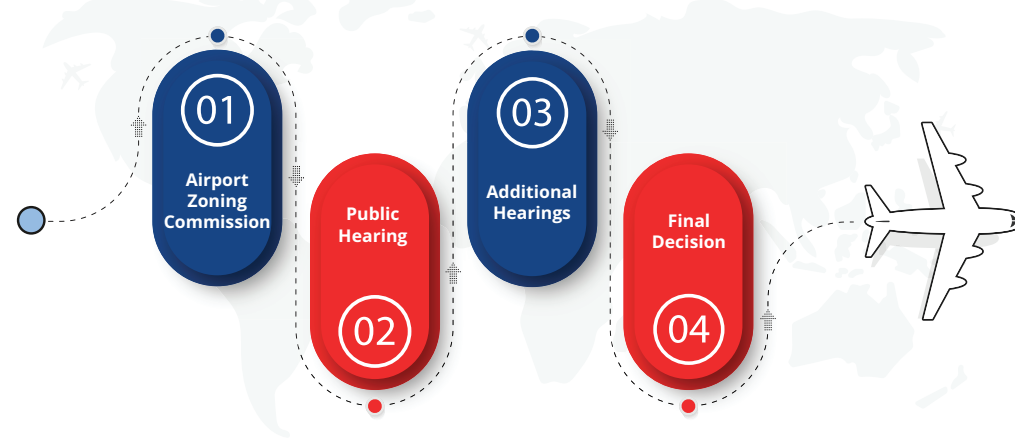 01
Airport
Zoning
Commission
Public
Hearing
02
03
Additional
Hearings
Final
Decision
04